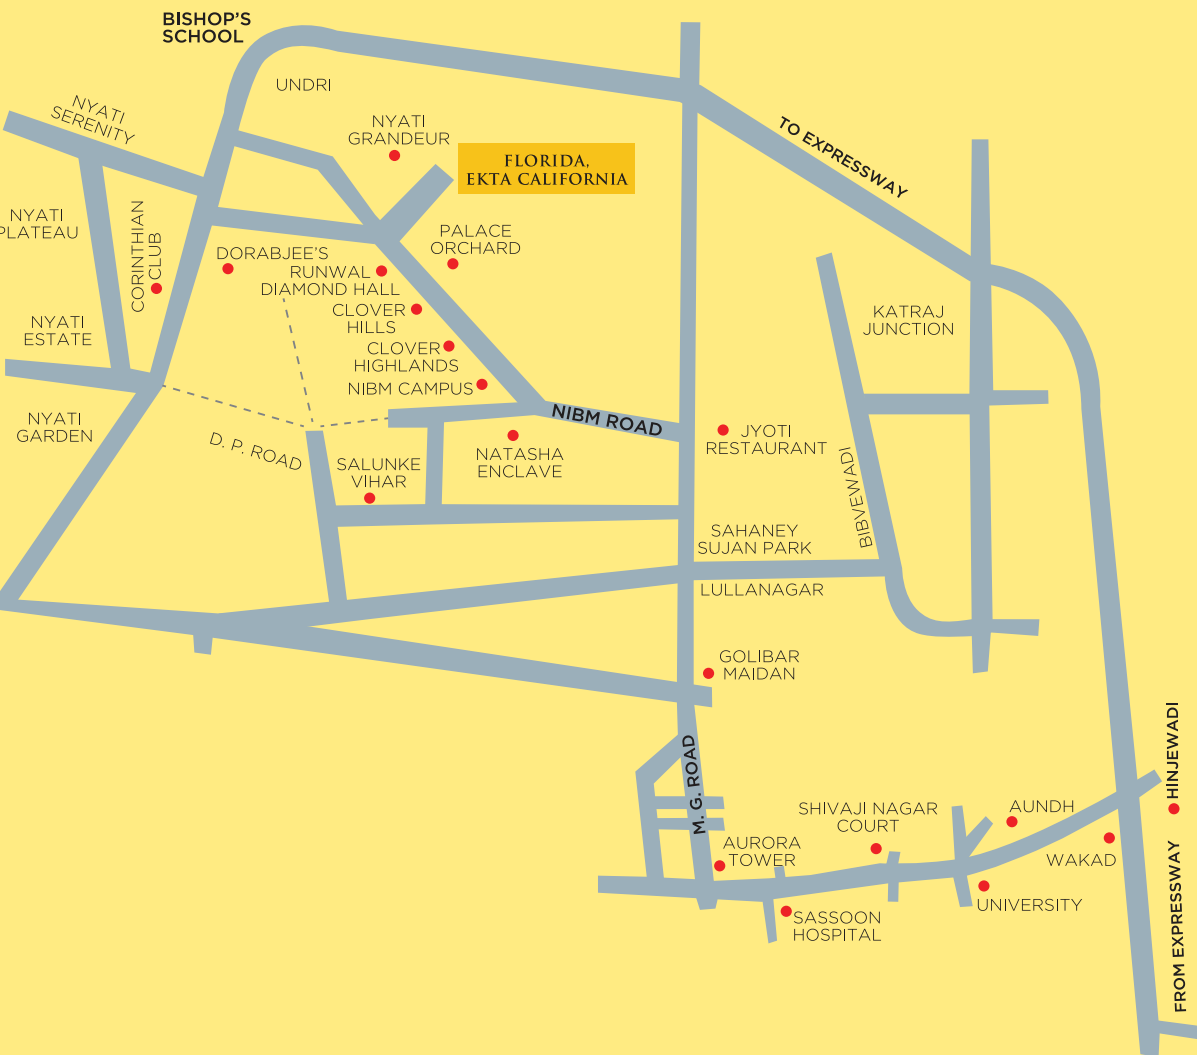 BISHOP'S
SCHOOL
UNDRI
NYATI
SERENITY
NYATI
GRANDEUR
FLORIDA,
EKTA CALIFORNIA
TO EXPRESSWAY
NYATI
PLATEAU
CORINTHIAN
CLUB
DORABJEE'S
RUNWAL
DIAMOND HALL
PALACE
ORCHARD
CLOVER
HILLS
KATRAJ
JUNCTION
NYATI
ESTATE
CLOVER
HIGHLANDS
NIBM CAMPUS
NIBM ROAD
NYATI
GARDEN
D. P. ROAD
JYOTI
RESTAURANT
SALUNKE
VIHAR
NATASHA
ENCLAVE
BIBVEWADI
SAHANEY
SUJAN PARK
LULLANAGAR
GOLIBAR
MAIDAN
M. G. ROAD
HINJEWADI
SHIVAJI NAGAR
COURT
AUNDH
AURORA
TOWER
WAKAD
UNIVERSITY
SASSOON
HOSPITAL
FROM EXPRESSWAY